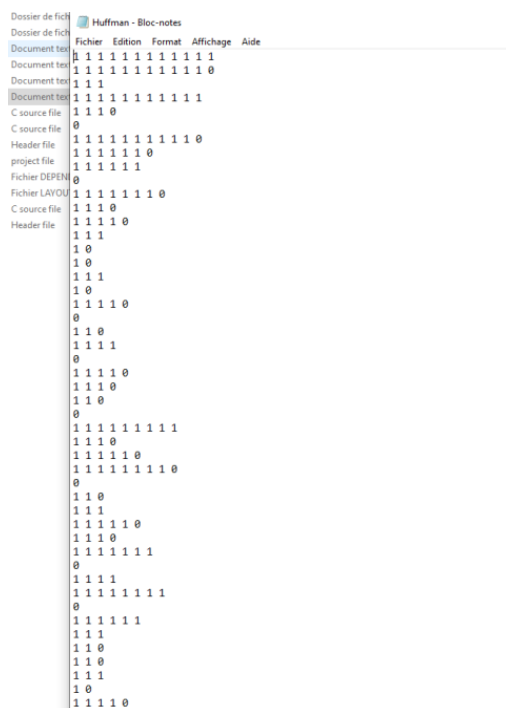 Dossier de fich
Dossier de fich
Document tex
Document tex
Document tex
Document tex
C source file
C source file
Header file
project file
Fichier DEPEN
Fichier LAYOU
C source file
Header file
Huffman - Bloc-notes
Fichier Edition Format Affichage Aide
1 1 1 1 1 1 1 1 1 1 1 1
1 1 1 1 1 1 1 1 1 1 1 0
1 1 1
1 1 1 1 1 1 1 1 1 1 1
1 1 1 0
0
1 1 1 1 1 1 1 1 1 1 0
1 1 1 1 1 1 0
1 1 1 1 1 1
0
1 1 1 1 1 1 1 0
1 1 1 0
1 1 1 1 0
1 1 1
1 0
1 0
1 1 1
1 0
1 1 1 1 0
0
1 1 0
1 1 1 1
0
1 1 1 1 0
1 1 1 0
1 1 0
0
1 1 1 1 1 1 1 1 1
1 1 1 0
1 1 1 1 1 0
1 1 1 1 1 1 1 1 0
0
1 1 0
1 1 1
1 1 1 1 1 0
1 1 1 0
1 1 1 1 1 1 1
0
1 1 1 1
1 1 1 1 1 1 1 1
0
1 1 1 1 1 1
1 1 1
1 1 0
1 1 0
1 1 1
1 0
1 1 1 1 0